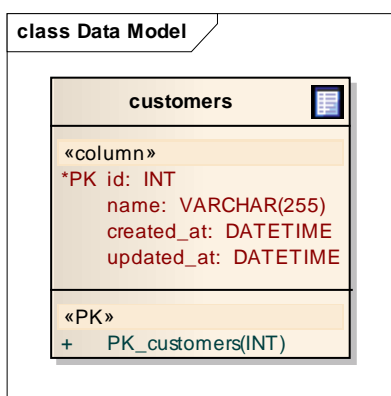 class Data Model
customers
«column»
*PK id: INT
name: VARCHAR(255)
created_at: DATETIME
updated_at: DATETIME
«PK»
+ PK_customers(INT)